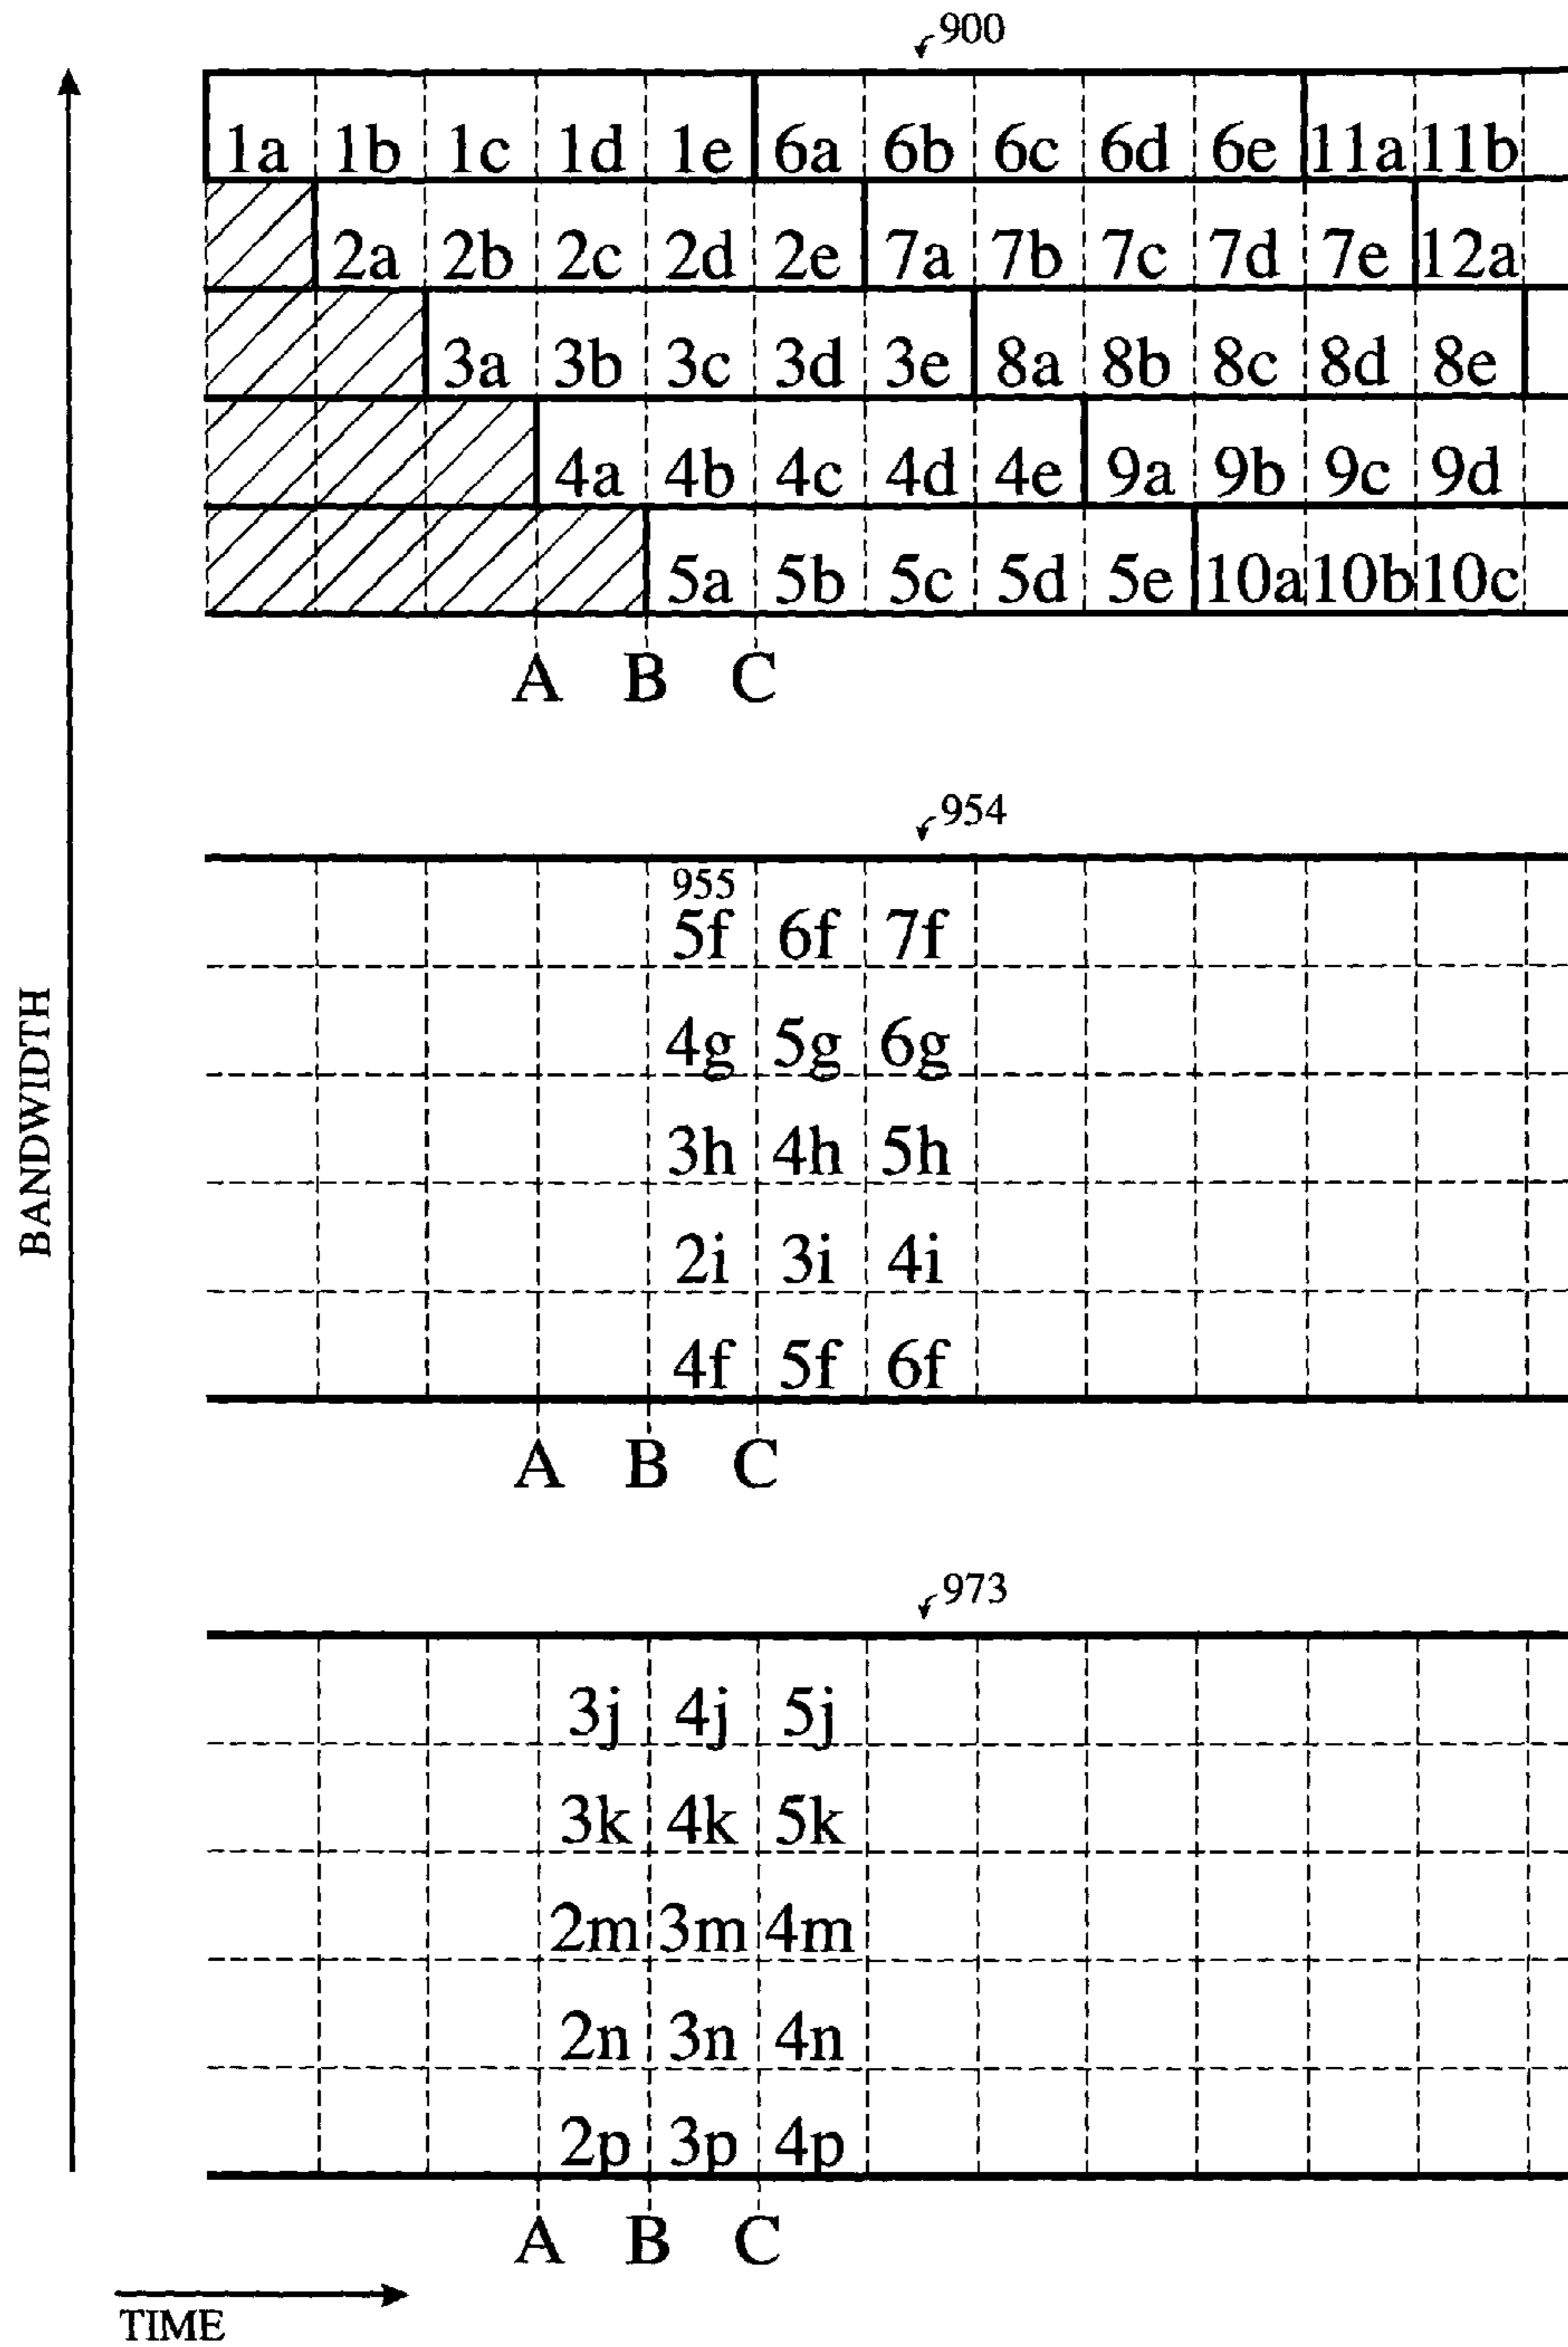 900
1a 1b 1c 1d 1e 6a 6b 6c 6d 6e 11a 11b
2a 2b 2c 2d 2e 7a 7b 7c 7d 7e 12a
3a 3b 3c 3d 3e 8a 8b 8c 8d 8e
4a 4b 4c 4d 4e 9a 9b 9c 9d
5a 5b 5c 5d 5e 10a 10b 10c
A B C
954
955
5f 6f 7f
4g 5g 6g
3h 4h 5h
2i 3i 4i
4f 5f 6f
A B C
BANDWIDTH
973
3j 4j 5j
3k 4k 5k
2m 3m 4m
2n 3n 4n
2p 3p 4p
A B C
TIME